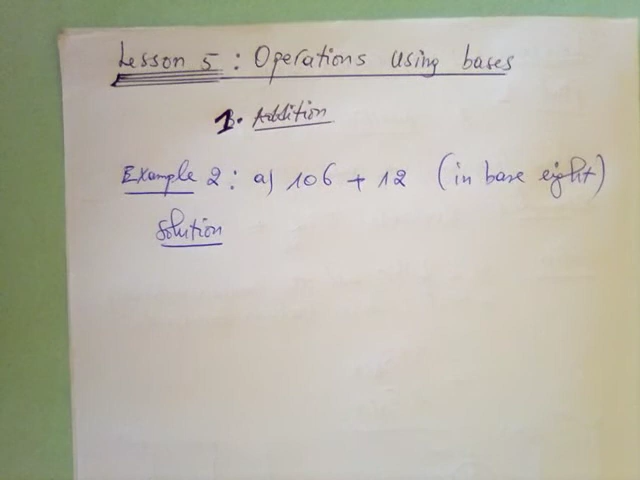 Lesson 5 : Operations using bases
1. Addition
Example 2 : a) 106 + 12 (in base eight)
Solution